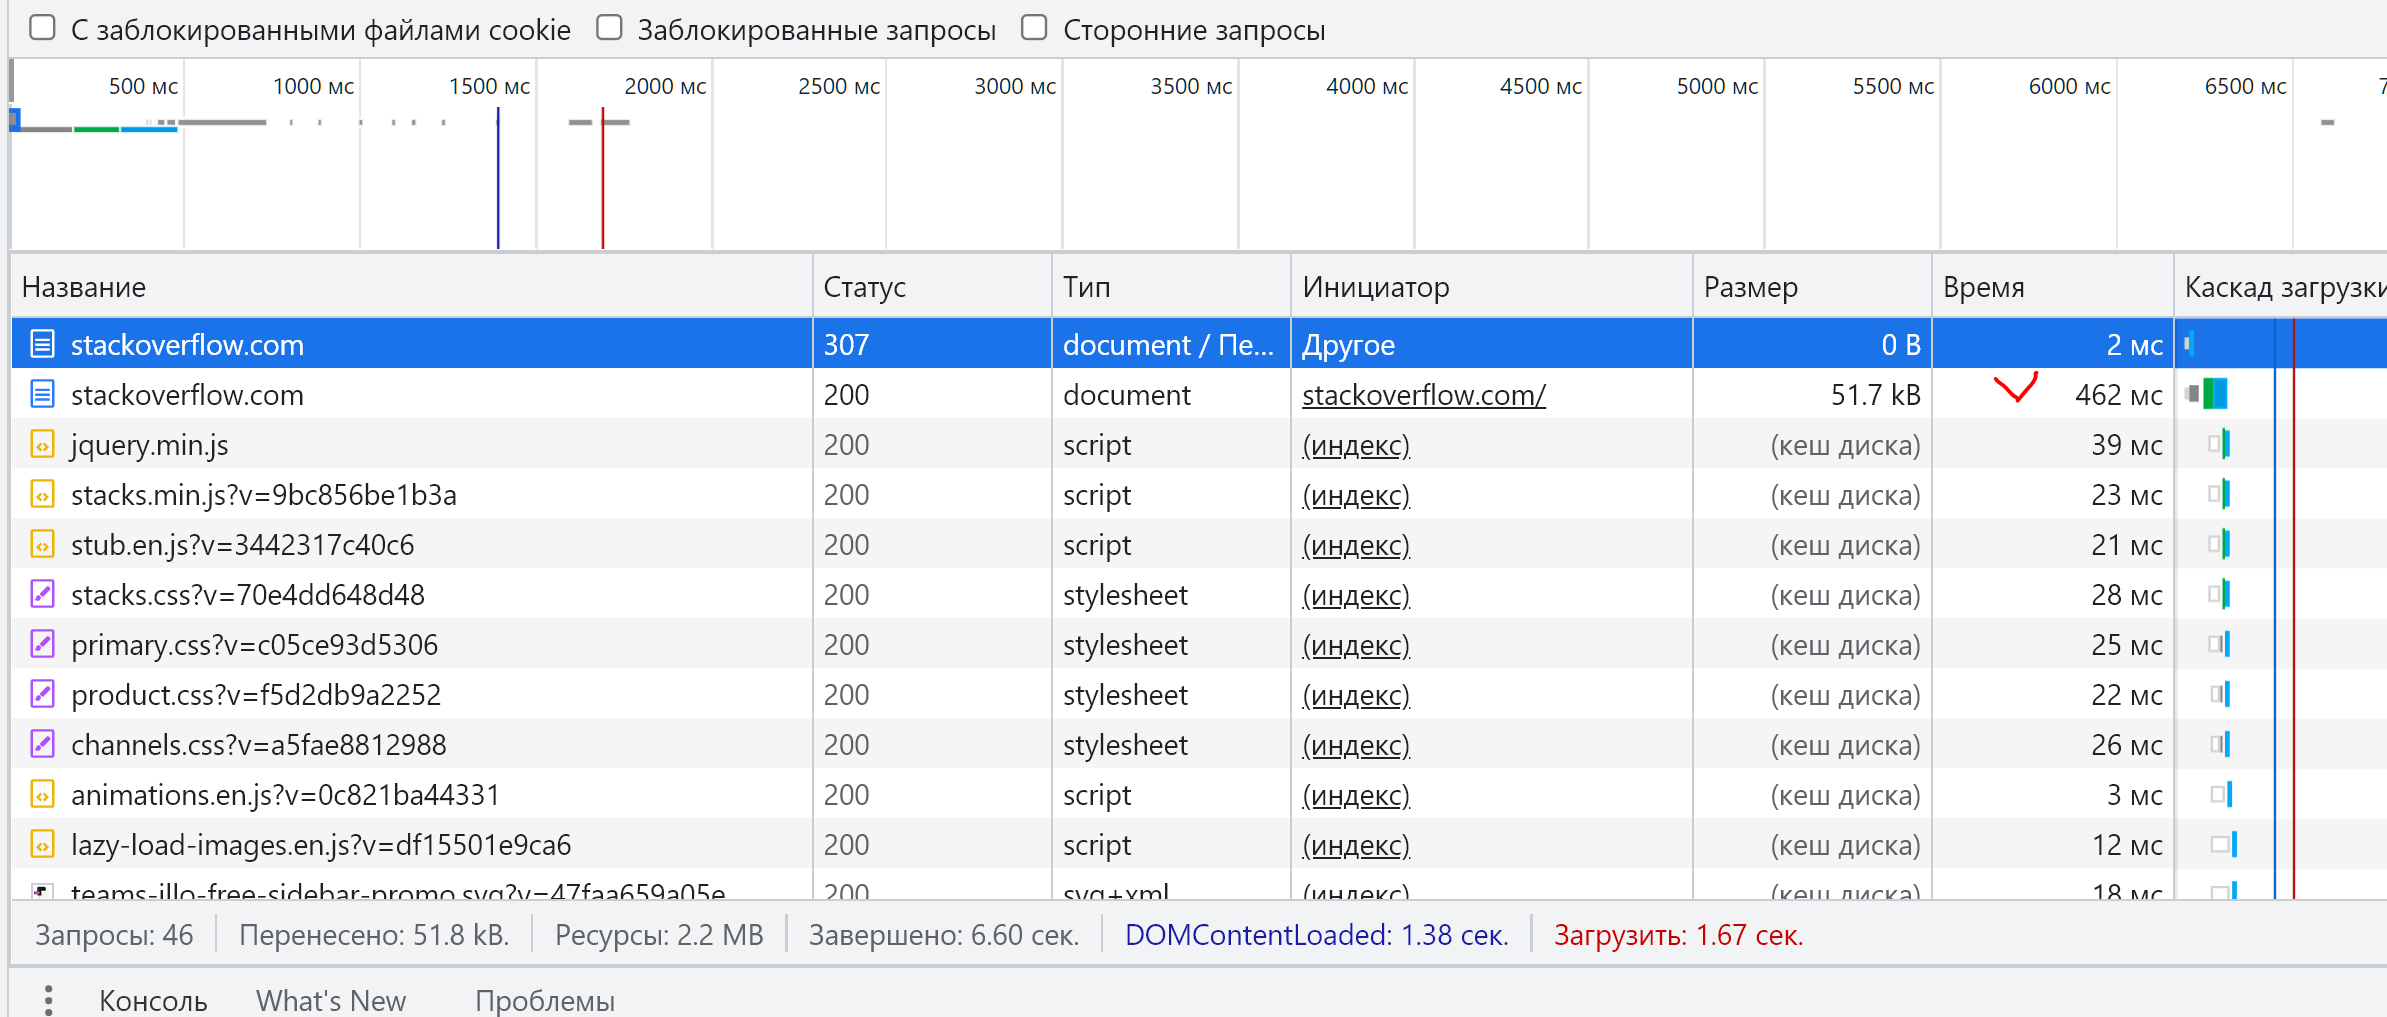 С заблокированными файлами cookie Заблокированные запросы Сторонние запросы
500 мс 1000 мс 1500 мс 2000 мс 2500 мс 3000 мс 3500 мс 4000 мс 4500 мс 5000 мс 5500 мс 6000 мс 6500 мс
Название Статус Тип Инициатор Размер Время Каскад загрузки
stackoverflow.com 307 document / Пе... Другое 0 B 2 мс
stackoverflow.com 200 document stackoverflow.com/ 51.7 kB 462 мс
jquery.min.js 200 script (индекс) (кеш диска) 39 мс
stacks.min.js?v=9bc856be1b3a 200 script (индекс) (кеш диска) 23 мс
stub.en.js?v=3442317c40c6 200 script (индекс) (кеш диска) 21 мс
stacks.css?v=70e4dd648d48 200 stylesheet (индекс) (кеш диска) 28 мс
primary.css?v=c05ce93d5306 200 stylesheet (индекс) (кеш диска) 25 мс
product.css?v=f5d2db9a2252 200 stylesheet (индекс) (кеш диска) 22 мс
channels.css?v=a5fae8812988 200 stylesheet (индекс) (кеш диска) 26 мс
animations.en.js?v=0c821ba44331 200 script (индекс) (кеш диска) 3 мс
lazy-load-images.en.js?v=df15501e9ca6 200 script (индекс) (кеш диска) 12 мс
teams-illo-free-sidebar-promo.svg?v=47faa659a05e 200 svg+xml (индекс) (кеш диска) 18 мс
Запросы: 46 Перенесено: 51.8 kB. Ресурсы: 2.2 MB Завершено: 6.60 сек. DOMContentLoaded: 1.38 сек. Загрузить: 1.67 сек.
Консоль What's New Проблемы